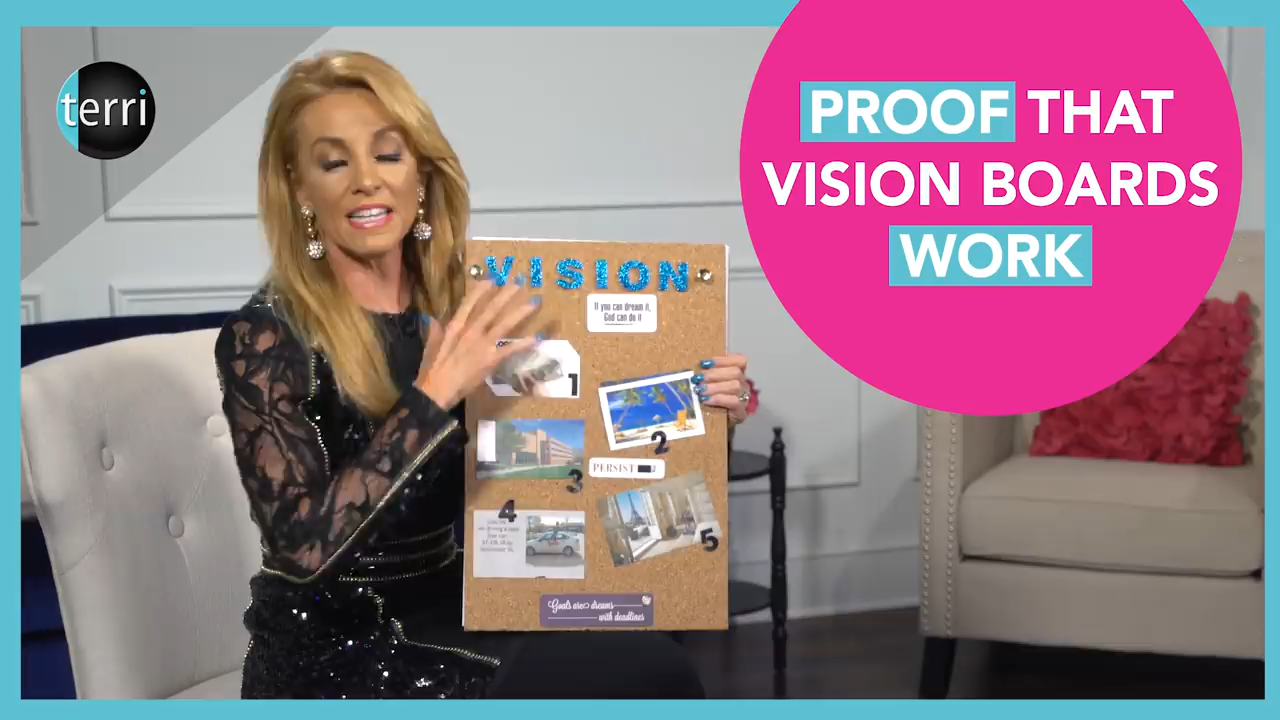 terri
PROOF THAT
VISION BOARDS
WORK
VISION
If you can dream it,
God can do it
1
2
3
PERSIST
4
5
Goals are dreams
with deadlines